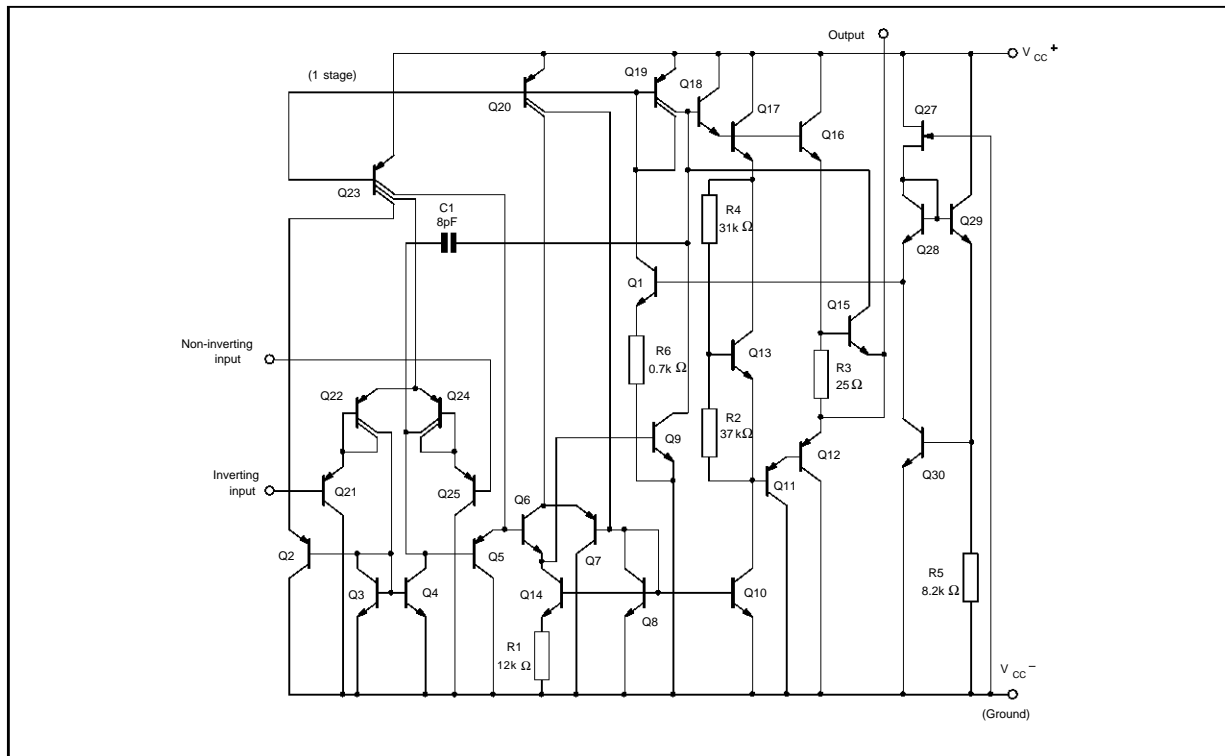 Output
V CC +
(1 stage)
Q19
Q18
Q17
Q27
Q20
Q16
Q23
C1
8pF
R4
31k Ω
Q29
Q28
Q1
Q15
Non-inverting
input
R6
0.7k Ω
Q13
R3
25 Ω
Q22
Q24
R2
37kΩ
Q9
Q12
Q30
Inverting
input
Q21
Q25
Q6
Q11
Q2
Q5
Q7
R5
8.2k Ω
Q3
Q4
Q14
Q8
Q10
R1
12k Ω
V CC −
(Ground)